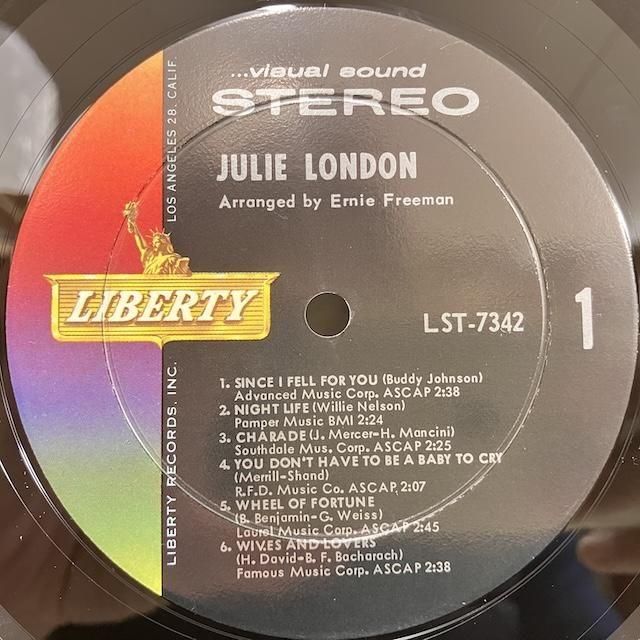 ...visual sound
STEREO
JULIE LONDON
Arranged by Ernie Freeman
LOS ANGELES 28. CALIF.
LIBERTY
LST-7342
1
1. SINCE I FELL FOR YOU (Buddy Johnson)
Advanced Music Corp. ASCAP 2:38
2. NIGHT LIFE (Willie Nelson)
Pamper Music BMI 2:24
3. CHARADE (J. Mercer-H. Mancini)
Southdale Mus. Corp. ASCAP 2:25
4. YOU DON'T HAVE TO BE A BABY TO CRY
(Merrill-Shand)
R.F.D. Music Co. ASCAP 2:07
5. WHEEL OF FORTUNE
(B. Benjamin-G. Weiss)
Laurel Music Corp. ASCAP 2:45
6. WIVES AND LOVERS
(H. David-B. F. Bacharach)
Famous Music Corp. ASCAP 2:38
LIBERTY RECORDS, INC.